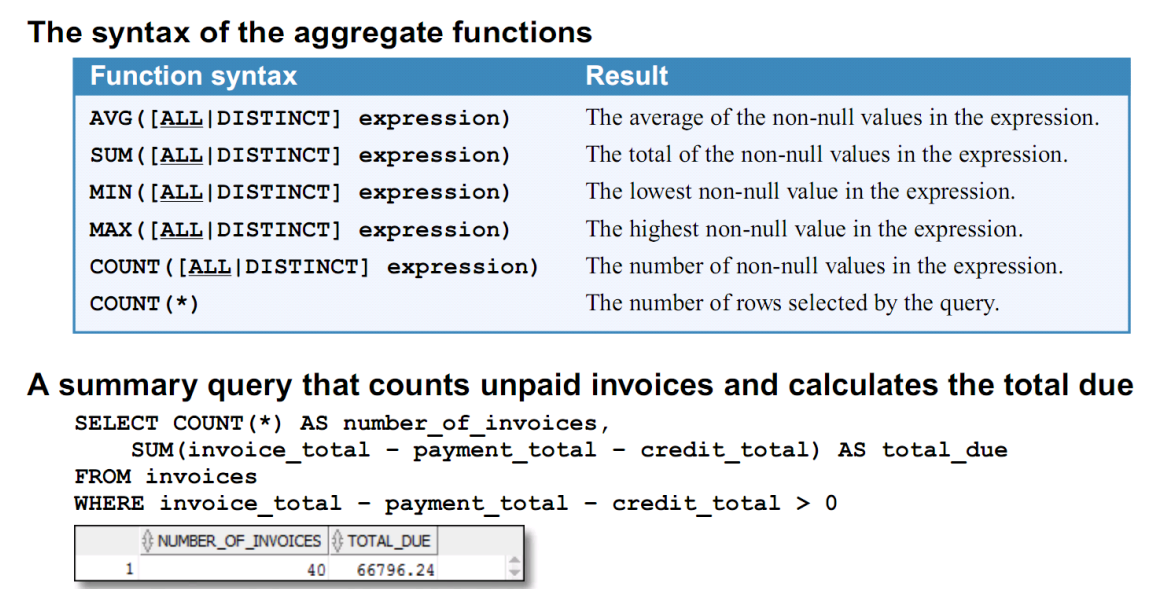 The syntax of the aggregate functions
Function syntax Result
AVG([ALL|DISTINCT] expression) The average of the non-null values in the expression.
SUM([ALL|DISTINCT] expression) The total of the non-null values in the expression.
MIN([ALL|DISTINCT] expression) The lowest non-null value in the expression.
MAX([ALL|DISTINCT] expression) The highest non-null value in the expression.
COUNT([ALL|DISTINCT] expression) The number of non-null values in the expression.
COUNT(*) The number of rows selected by the query.
A summary query that counts unpaid invoices and calculates the total due
SELECT COUNT(*) AS number_of_invoices,
SUM(invoice_total – payment_total – credit_total) AS total_due
FROM invoices
WHERE invoice_total – payment_total – credit_total > 0
NUMBER_OF_INVOICES TOTAL_DUE
1 40 66796.24